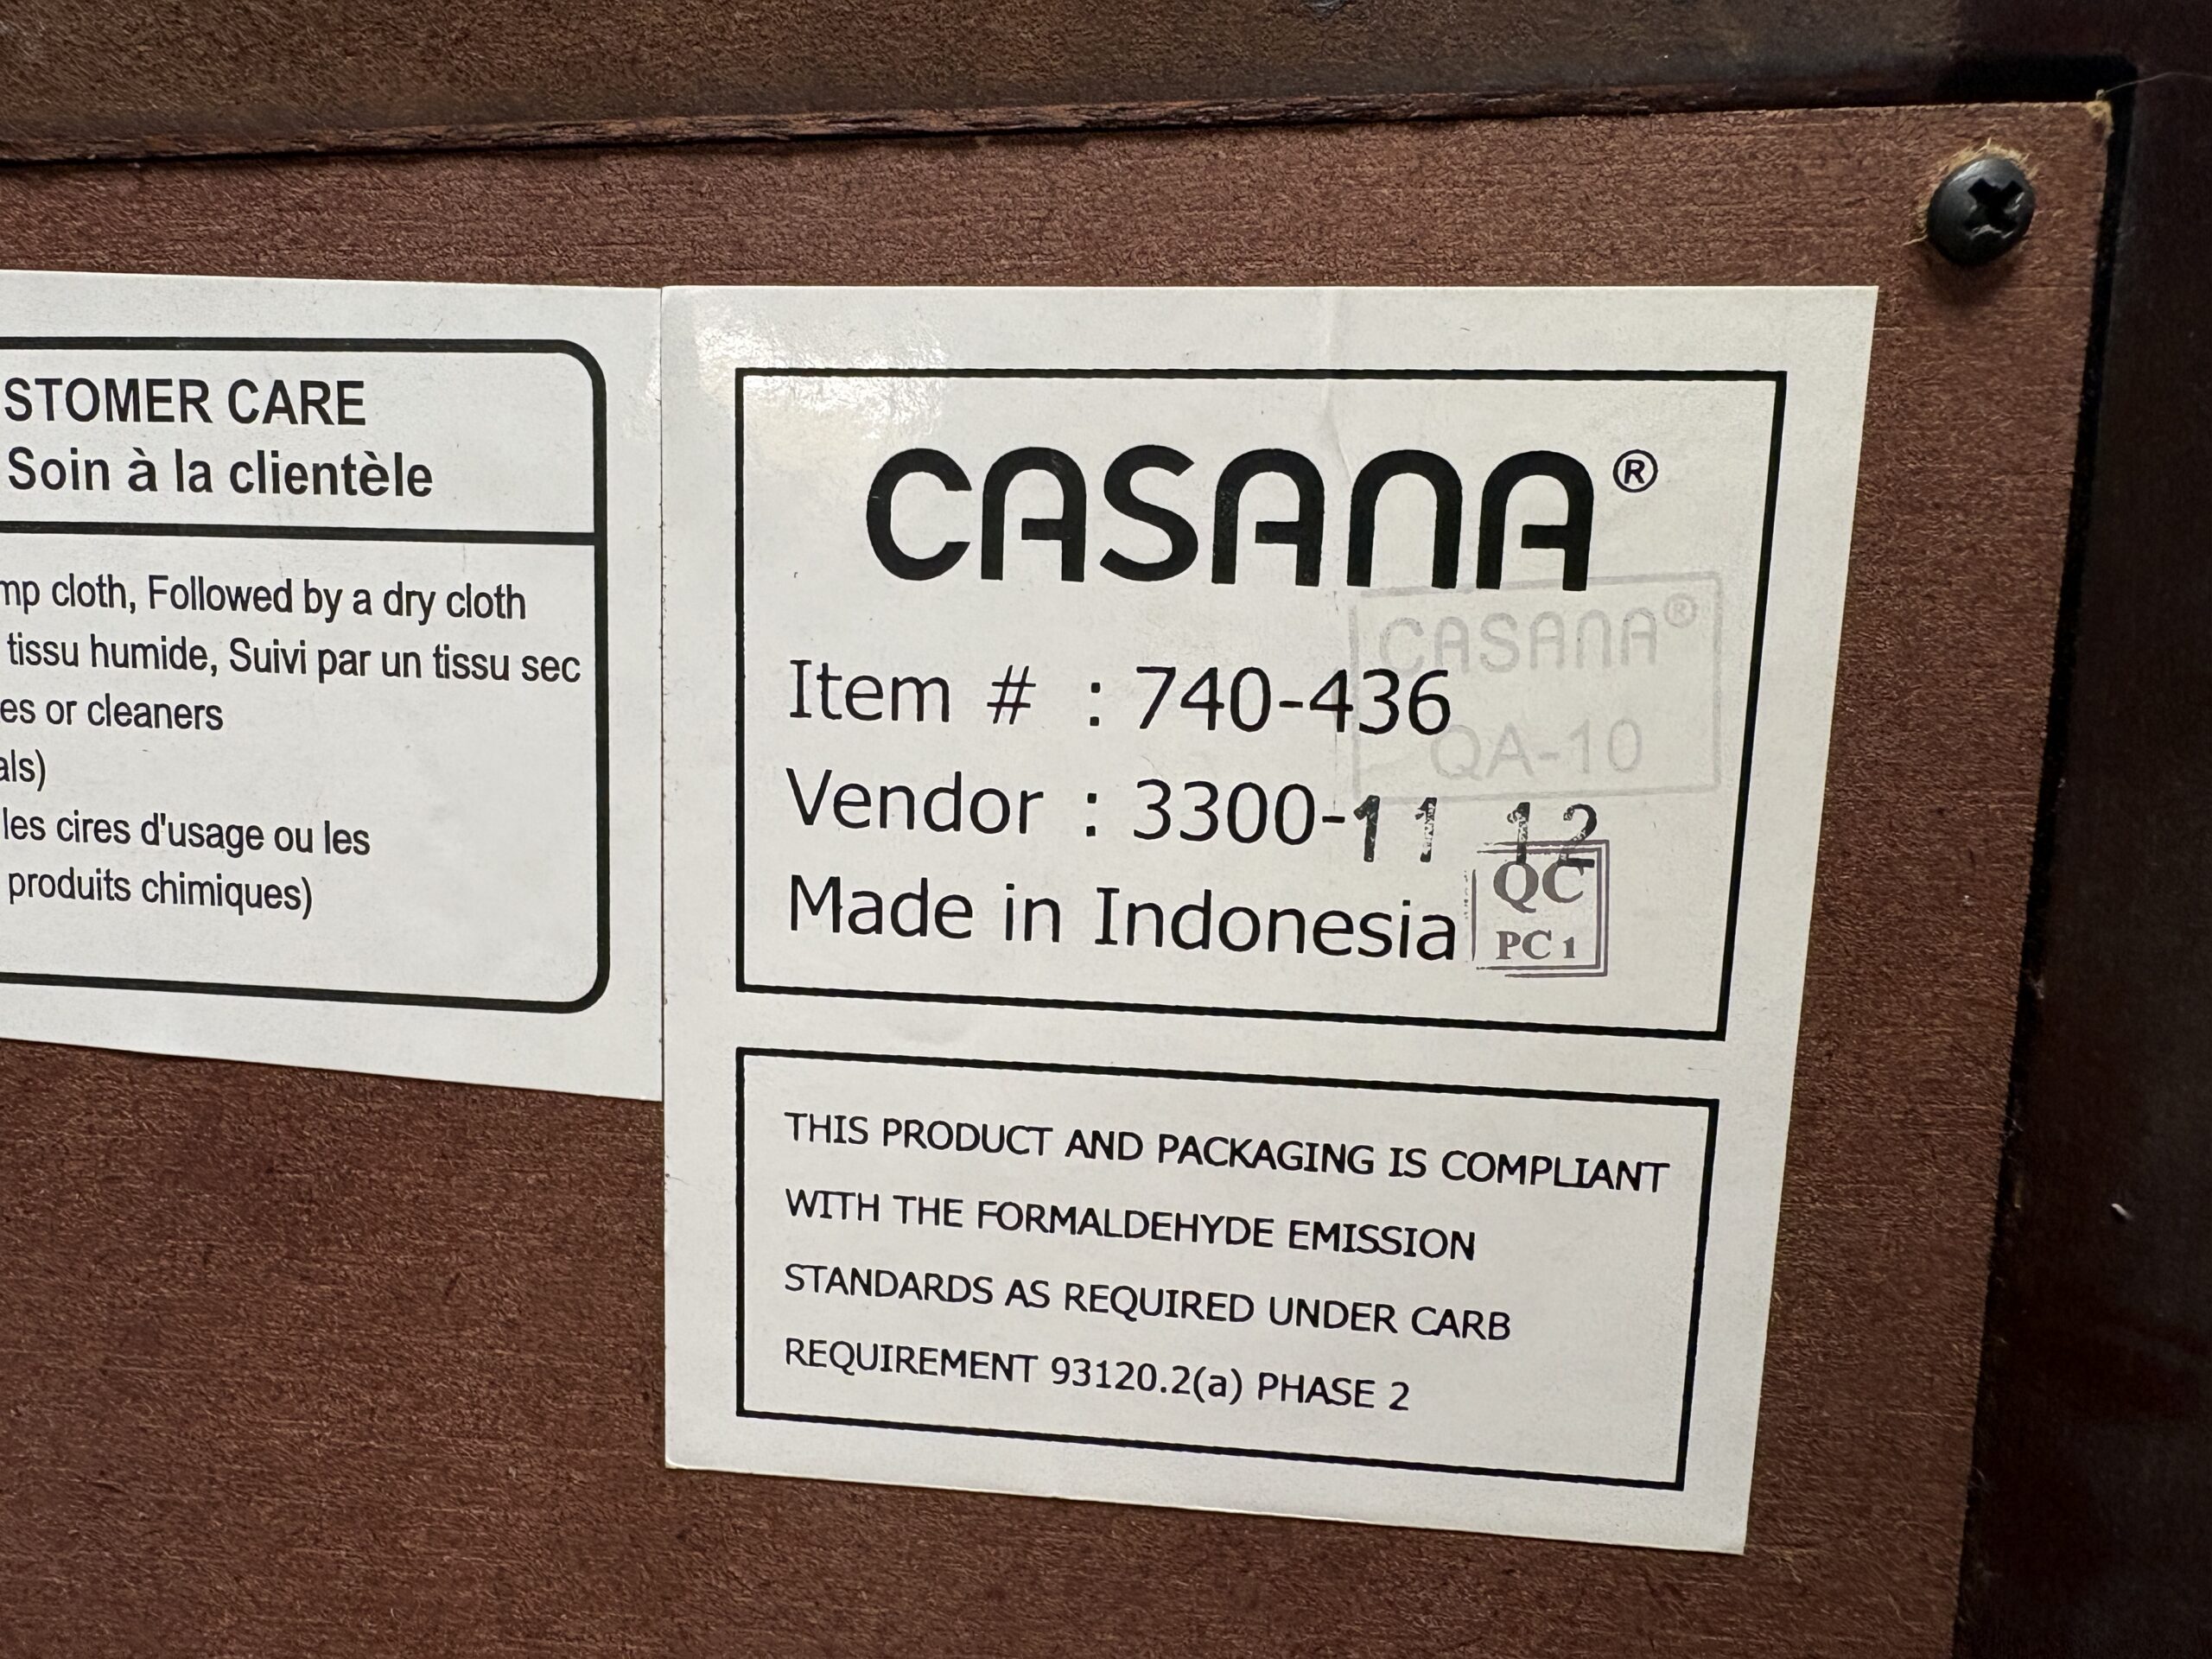 STOMER CARE
Soin à la clientèle
mp cloth, Followed by a dry cloth
tissu humide, Suivi par un tissu sec
es or cleaners
als)
les cires d'usage ou les
produits chimiques)
CASANA®
CASANA®
QA-10
Item # : 740-436
Vendor : 3300-11 12
Made in Indonesia
QC
PC 1
THIS PRODUCT AND PACKAGING IS COMPLIANT
WITH THE FORMALDEHYDE EMISSION
STANDARDS AS REQUIRED UNDER CARB
REQUIREMENT 93120.2(a) PHASE 2